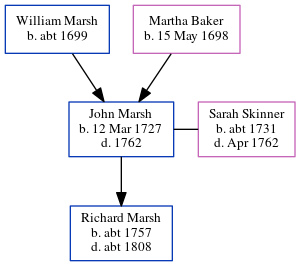 William Marsh
b. abt 1699
Martha Baker
b. 15 May 1698
John Marsh
b. 12 Mar 1727
d. 1762
Sarah Skinner
b. abt 1731
d. Apr 1762
Richard Marsh
b. abt 1757
d. abt 1808